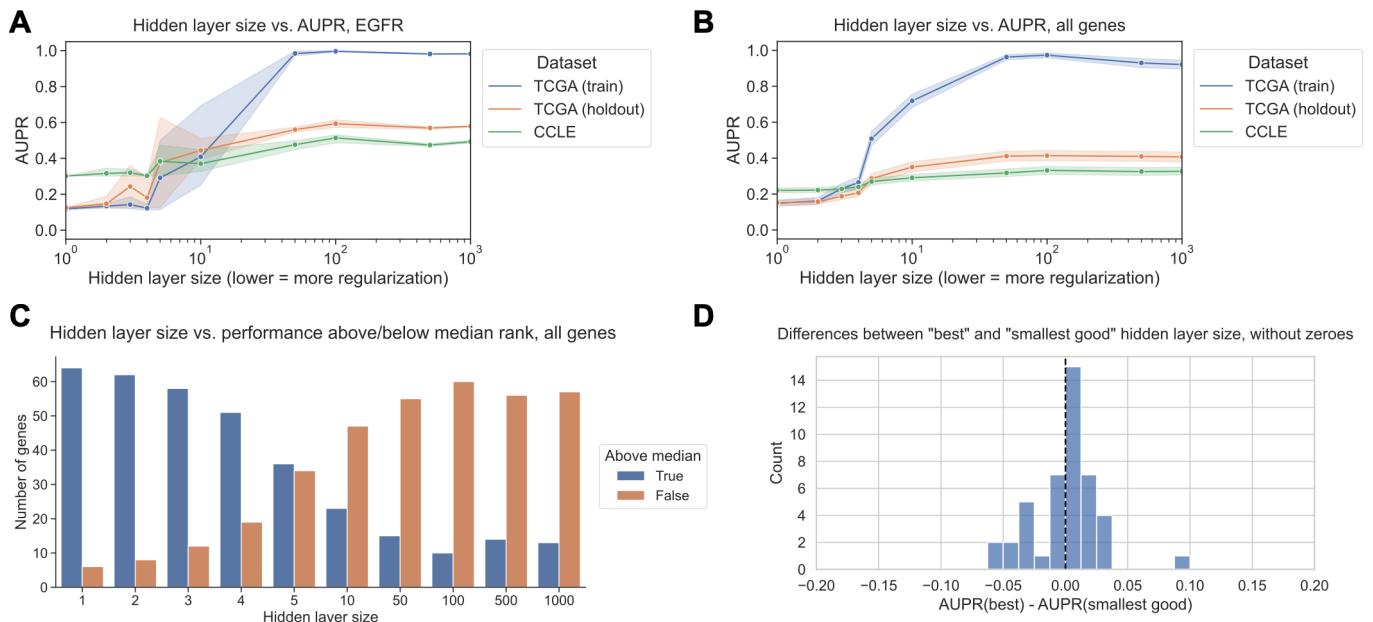 A
Hidden layer size vs. AUPR, EGFR
AUPR
1.0
0.8
0.6
0.4
0.2
0.0
10^0
10^1
10^2
10^3
Hidden layer size (lower = more regularization)
Dataset
TCGA (train)
TCGA (holdout)
CCLE
B
Hidden layer size vs. AUPR, all genes
AUPR
1.0
0.8
0.6
0.4
0.2
0.0
10^0
10^1
10^2
10^3
Hidden layer size (lower = more regularization)
Dataset
TCGA (train)
TCGA (holdout)
CCLE
C
Hidden layer size vs. performance above/below median rank, all genes
Number of genes
60
50
40
30
20
10
0
1 2 3 4 5 10 50 100 500 1000
Hidden layer size
Above median
True
False
D
Differences between "best" and "smallest good" hidden layer size, without zeroes
Count
14
12
10
8
6
4
2
0
−0.20 −0.15 −0.10 −0.05 0.00 0.05 0.10 0.15 0.20
AUPR(best) - AUPR(smallest good)